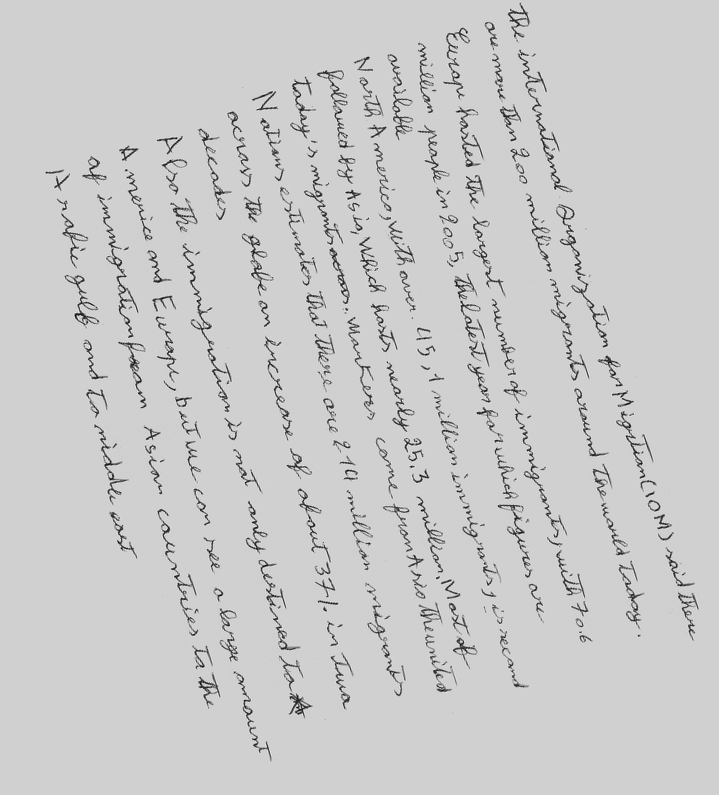 The international Organization for Migrtion (IOM) said there
are more than 200 million migrants around the world today.
Europe hosted the largest number of immigrants, with 70.6
million people in 2005, the latest year for which figures are
available
North America, with over 45,1 million immigrants, is second
followed by Asia, which hosts nearly 25.3 million. Most of
today's migrants across. workers come from Asia the united
Nations estimates that there are 214 million migrants
across the globe an increase of about 37% in two
decades
Also the immigration is not only destined to A
America and Europe, but we can see a large amount
of immigration from Asian countries to the
Arabic gulf and to middle east